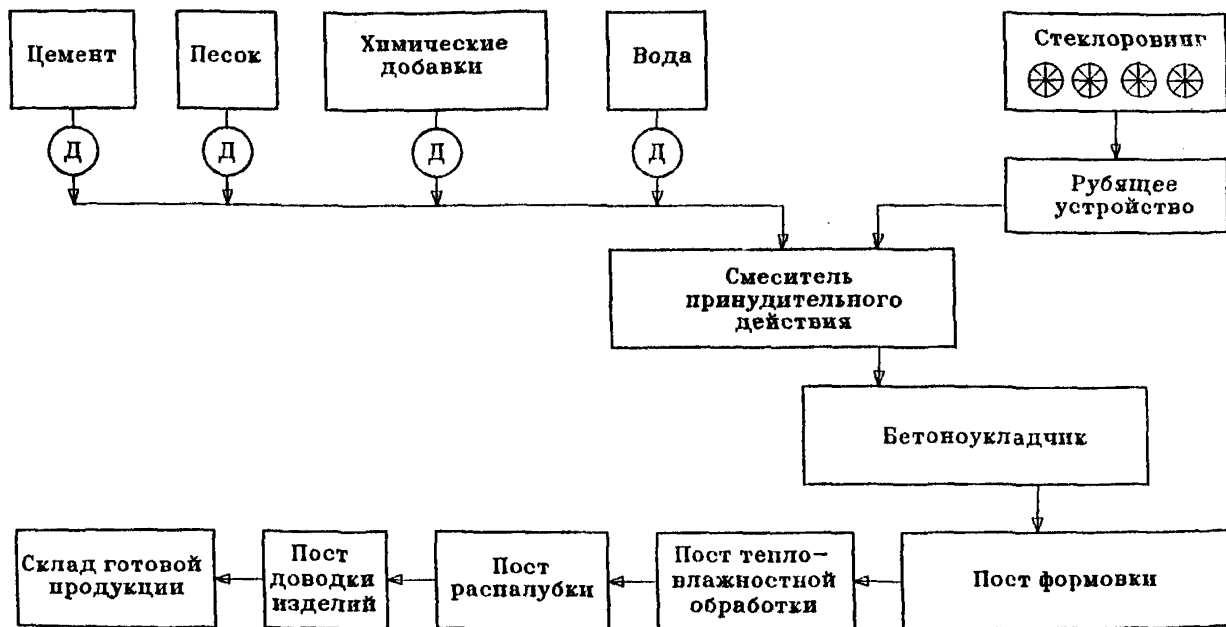 Цемент
Песок
Химические
добавки
Вода
Стеклоровинг
Д
Д
Д
Д
Рубящее
устройство
Смеситель
принудительного
действия
Бетоноукладчик
Склад готовой
продукции
Пост
доводки
изделий
Пост
распалубки
Пост тепло-
влажностной
обработки
Пост формовки